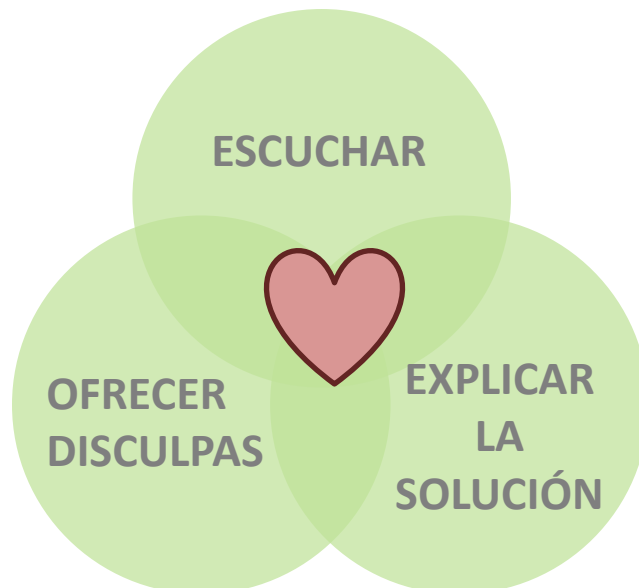 ESCUCHAR
OFRECER
DISCULPAS
EXPLICAR
LA
SOLUCIÓN